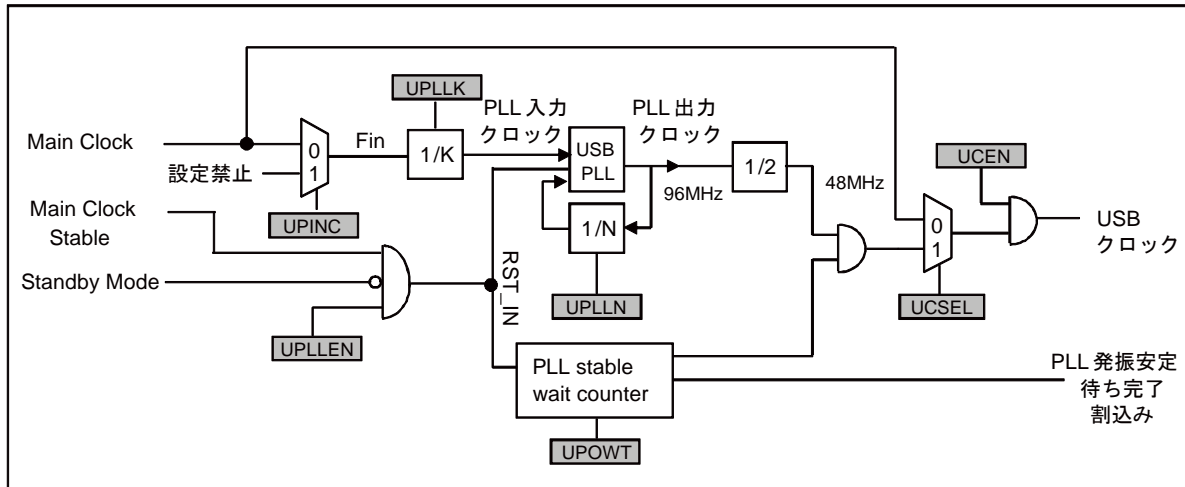 UPLLK
PLL 入力
クロック
PLL 出力
クロック
Main Clock
Fin
0
1
1/K
USB
PLL
1/2
UCEN
設定禁止
96MHz
48MHz
Main Clock
Stable
UPINC
1/N
0
1
USB
クロック
RST_IN
Standby Mode
UPLLN
UCSEL
UPLLEN
PLL stable
wait counter
PLL 発振安定
待ち完了
割込み
UPOWT